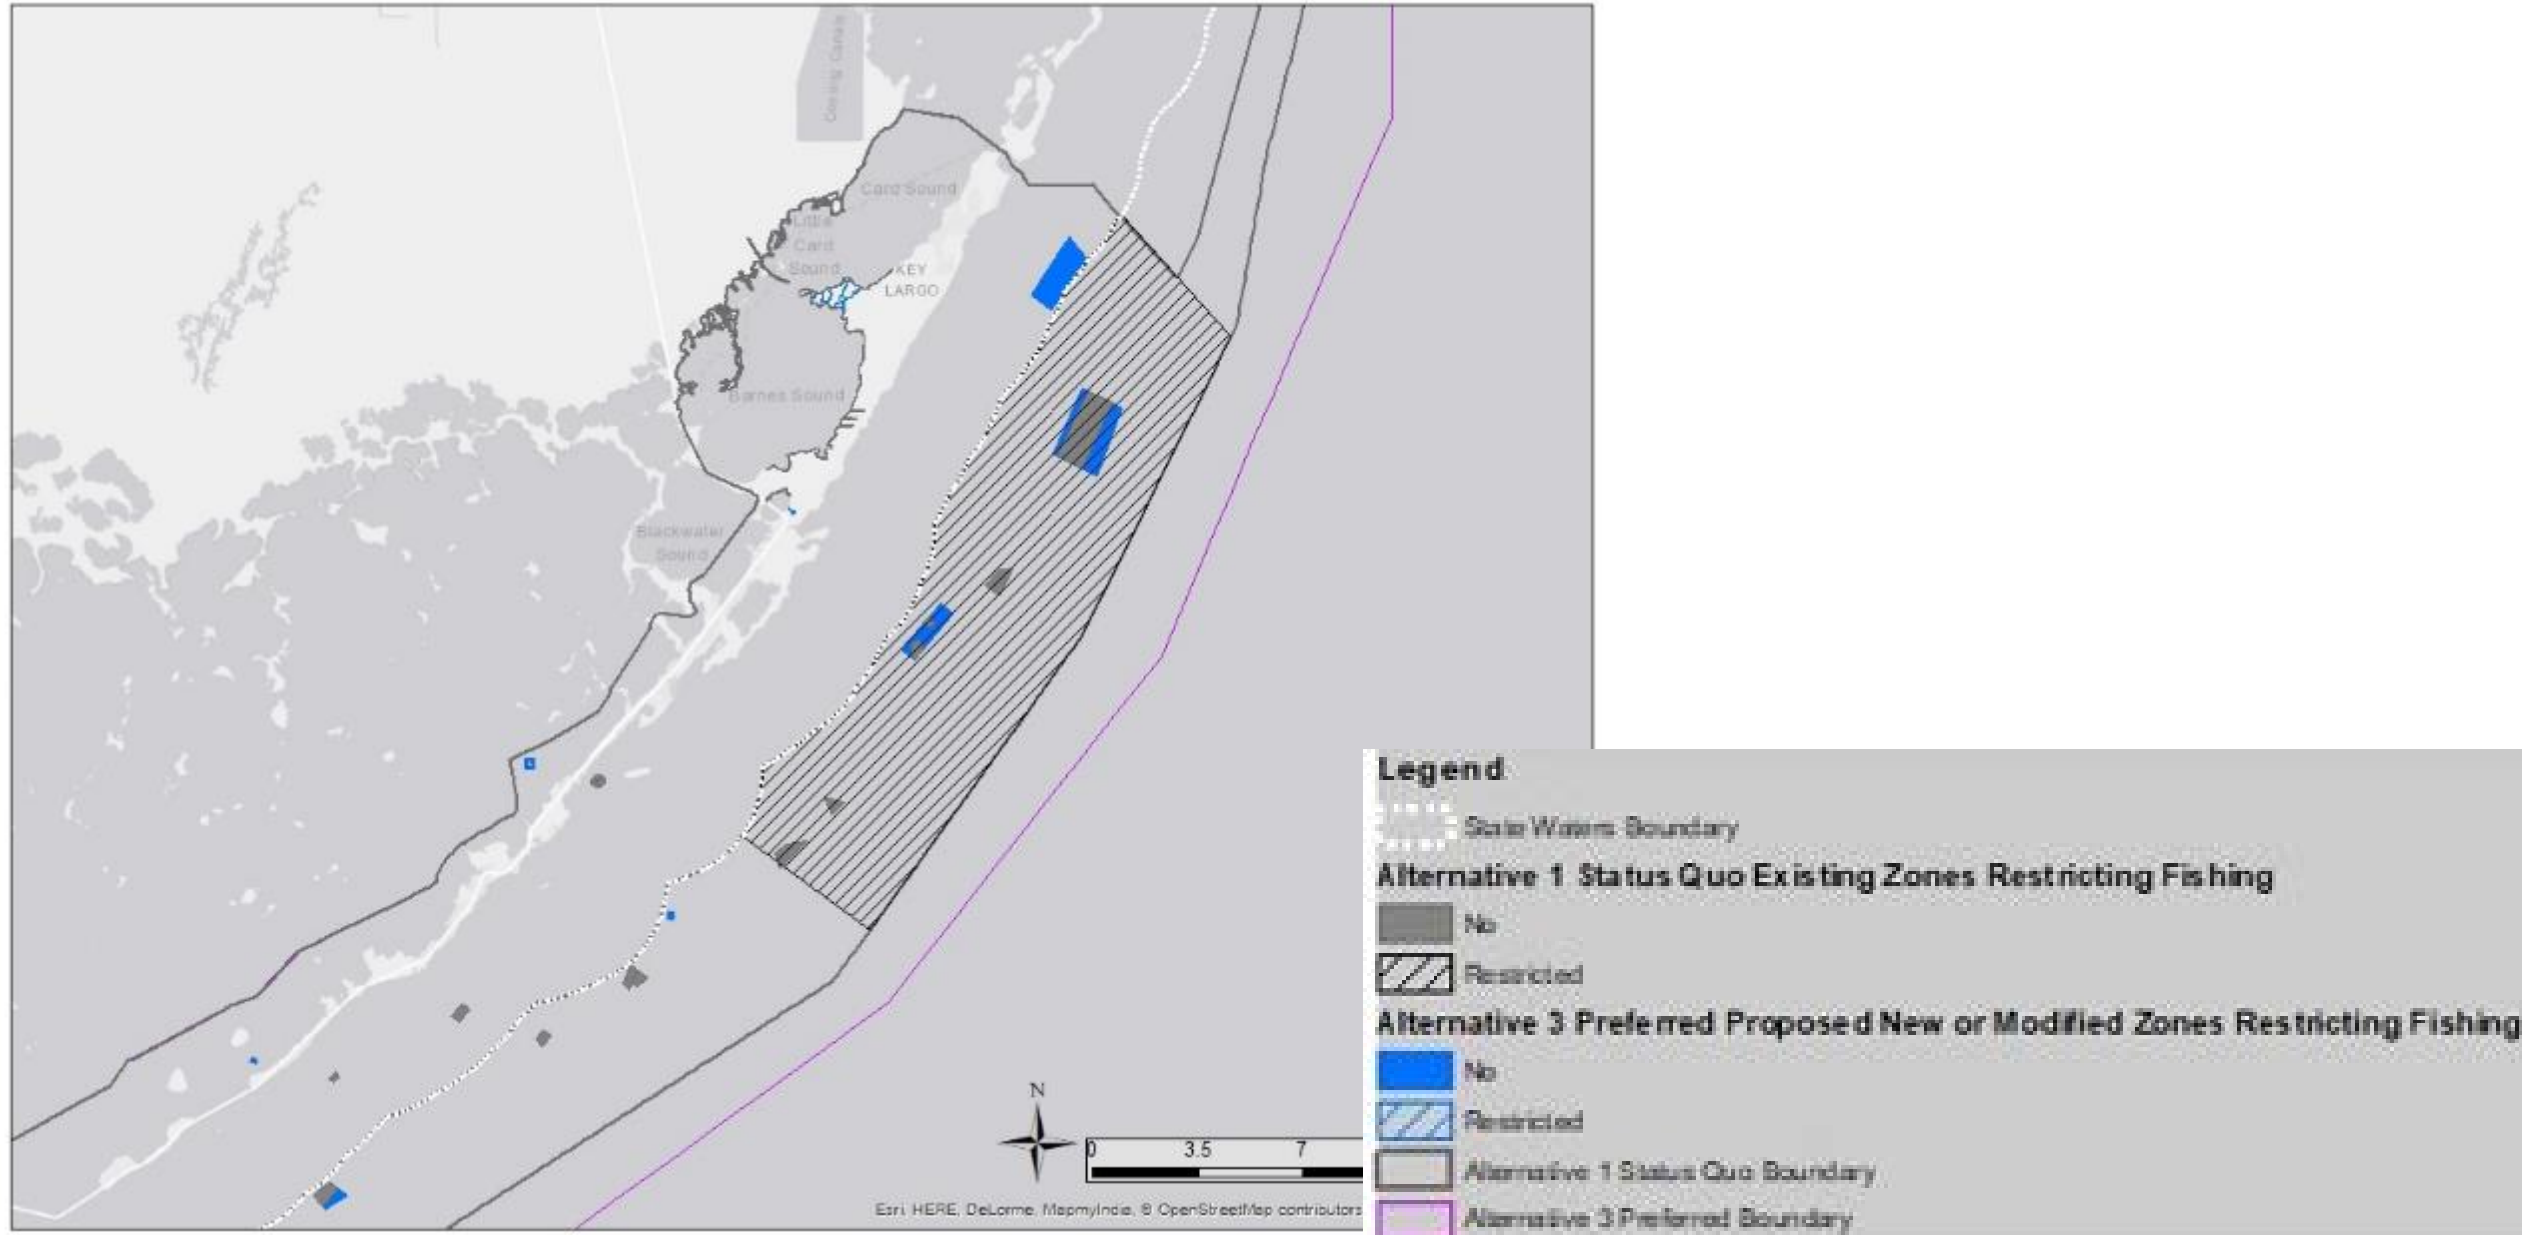 Cooling Canals
Card Sound
Little
Card
Sound
KEY
LARGO
Barnes Sound
Blackwater
Sound
N
0 3.5 7
Esri, HERE, DeLorme, MapmyIndia, © OpenStreetMap contributors
Legend
State Waters Boundary
Alternative 1 Status Quo Existing Zones Restricting Fishing
No
Restricted
Alternative 3 Preferred Proposed New or Modified Zones Restricting Fishing
No
Restricted
Alternative 1 Status Quo Boundary
Alternative 3 Preferred Boundary